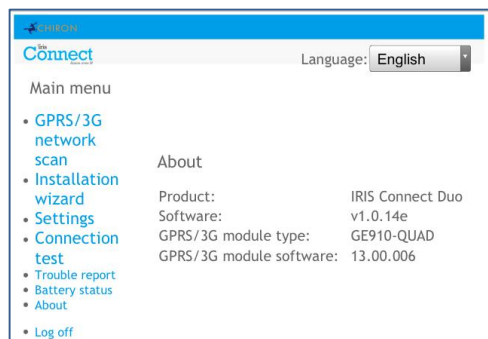 CHIRON
iris
Connect
Language: English
Main menu
GPRS/3G
network
scan
Installation
wizard
Settings
Connection
test
Trouble report
Battery status
About
Log off
About
Product: IRIS Connect Duo
Software: v1.0.14e
GPRS/3G module type: GE910-QUAD
GPRS/3G module software: 13.00.006